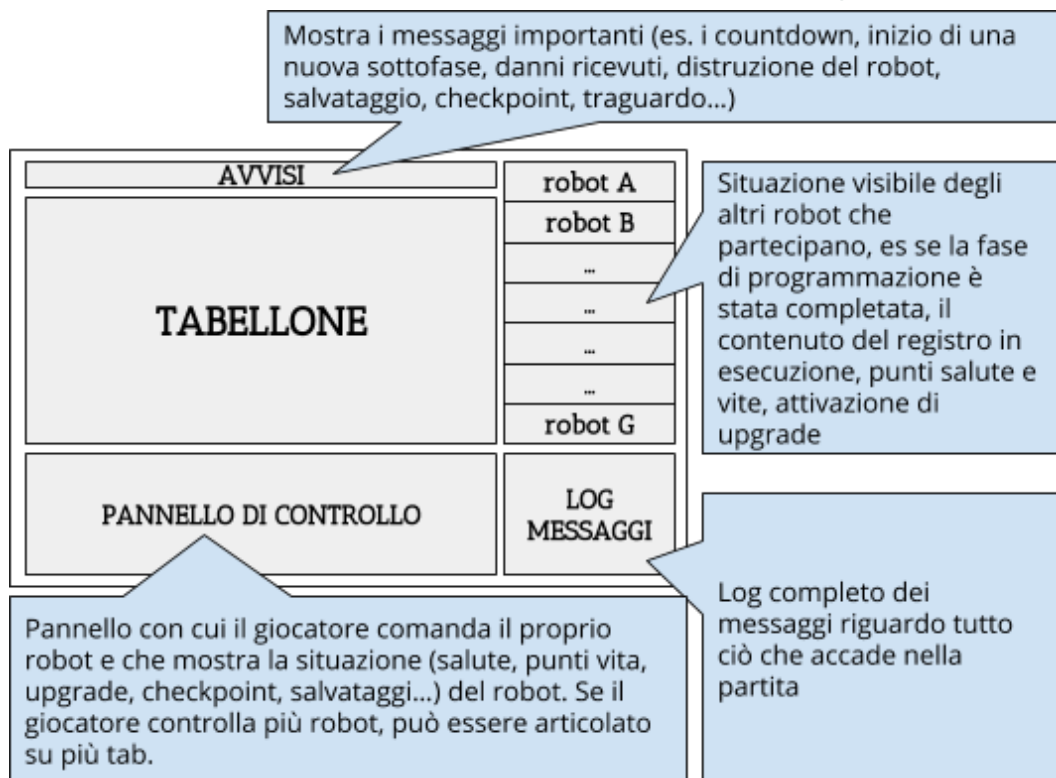 Mostra i messaggi importanti (es. i countdown, inizio di una
nuova sottofase, danni ricevuti, distruzione del robot,
salvataggio, checkpoint, traguardo...)
AVVISI
TABELLONE
robot A
robot B
...
...
...
...
robot G
Situazione visibile degli
altri robot che
partecipano, es se la fase
di programmazione è
stata completata, il
contenuto del registro in
esecuzione, punti salute e
vite, attivazione di
upgrade
PANNELLO DI CONTROLLO
LOG
MESSAGGI
Log completo dei
messaggi riguardo tutto
ciò che accade nella
partita
Pannello con cui il giocatore comanda il proprio
robot e che mostra la situazione (salute, punti vita,
upgrade, checkpoint, salvataggi...) del robot. Se il
giocatore controlla più robot, può essere articolato
su più tab.